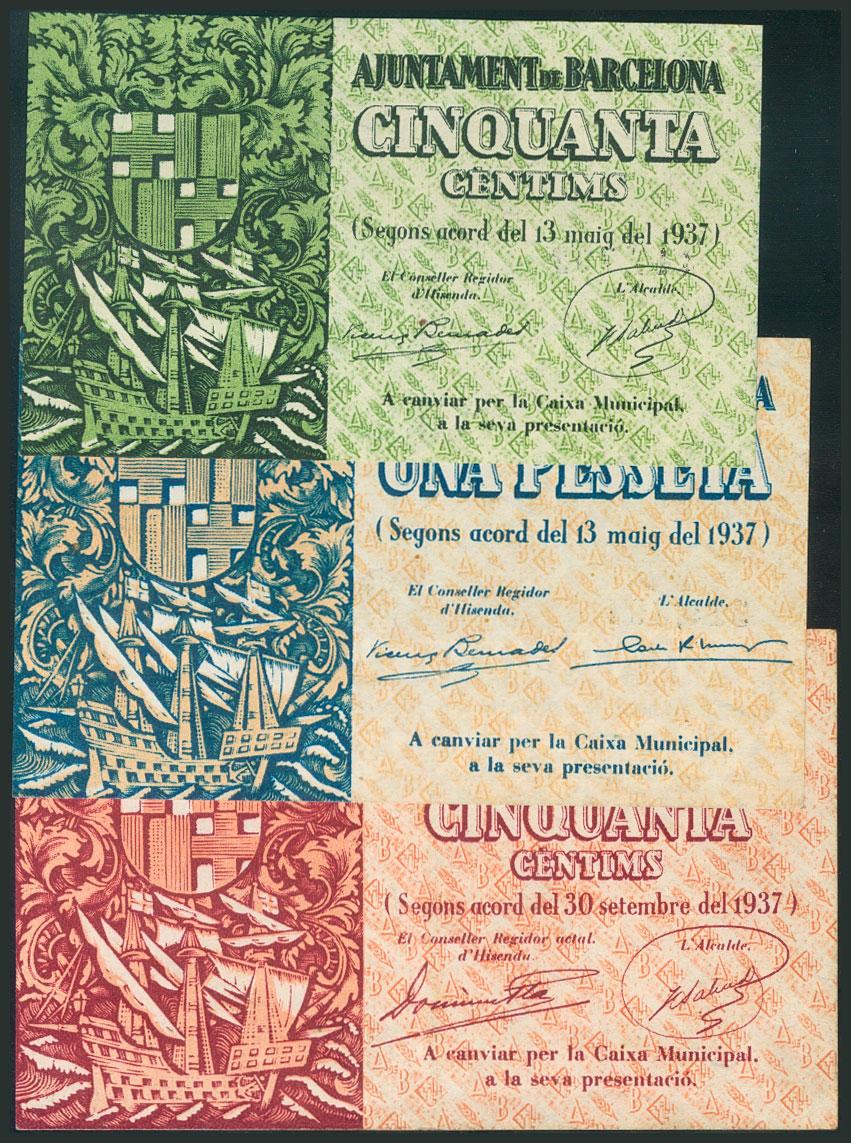 AJUNTAMENT DE BARCELONA
CINQUANTA
CÈNTIMS
(Segons acord del 13 maig del 1937)
El Conseller Regidor
d'Hisenda.
L'Alcalde.
A canviar per la Caixa Municipal,
a la seva presentació.
A
UNA PESSETA
(Segons acord del 13 maig del 1937)
El Conseller Regidor
d'Hisenda.
L'Alcalde.
Vicenç Bernades
A canviar per la Caixa Municipal,
a la seva presentació.
CINQUANTA
CÈNTIMS
(Segons acord del 30 setembre del 1937)
El Conseller Regidor actal.
d'Hisenda
L'Alcalde.
A canviar per la Caixa Municipal,
a la seva presentació.